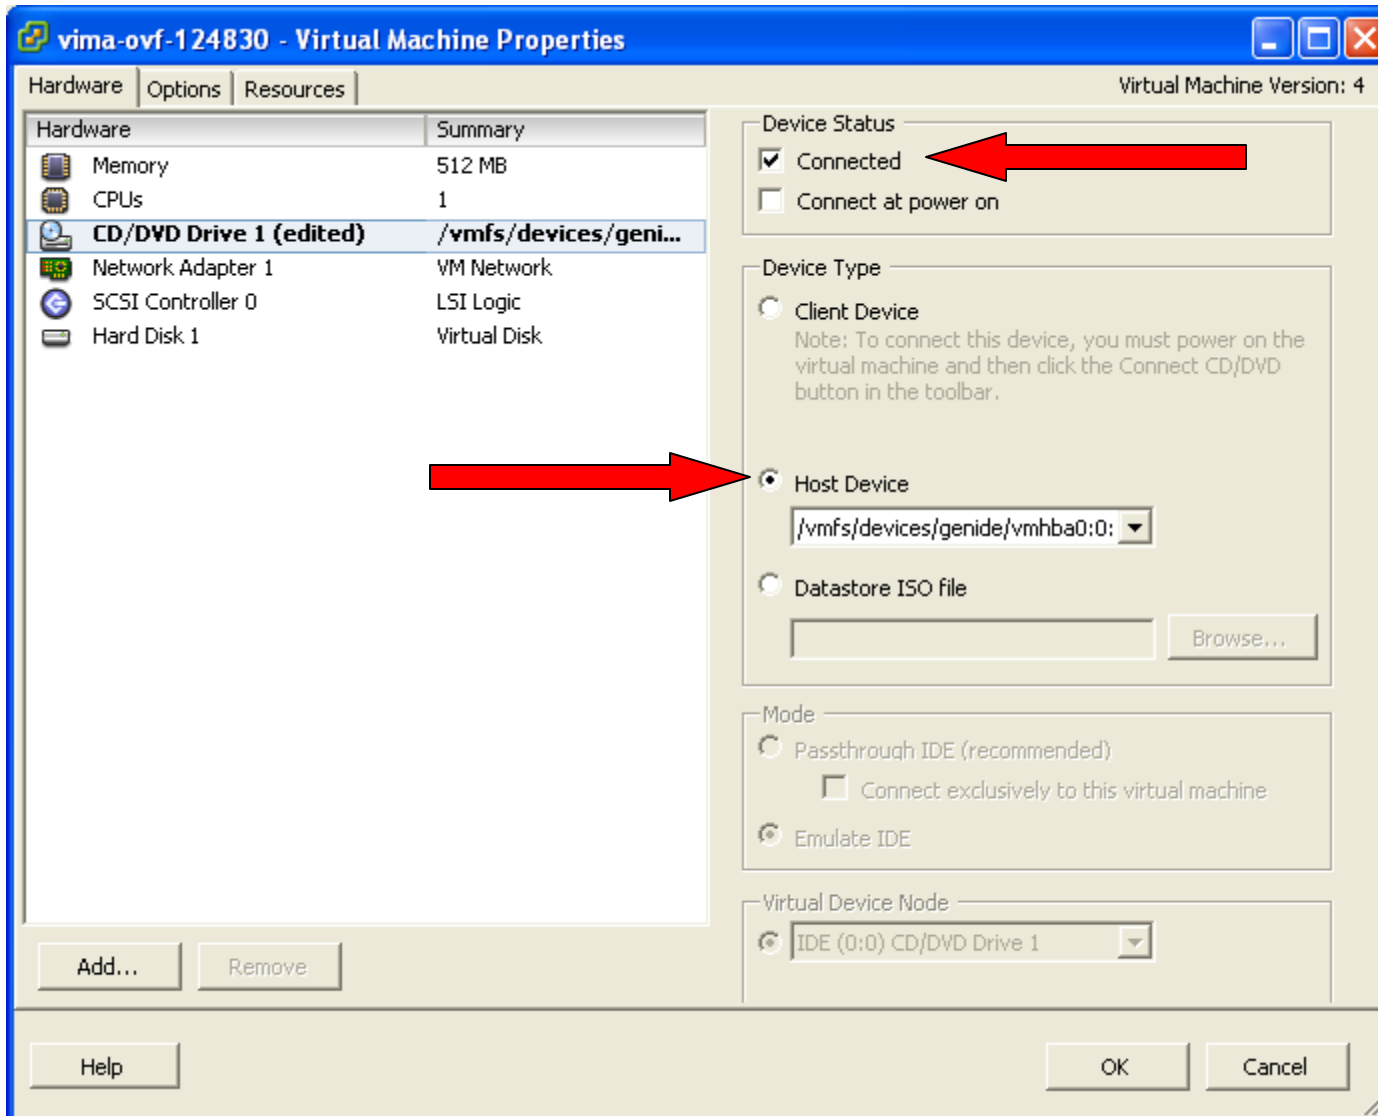 vima-ovf-124830 - Virtual Machine Properties
Hardware Options Resources Virtual Machine Version: 4
Hardware Summary
Memory 512 MB
CPUs 1
CD/DVD Drive 1 (edited) /vmfs/devices/geni...
Network Adapter 1 VM Network
SCSI Controller 0 LSI Logic
Hard Disk 1 Virtual Disk
Add... Remove
Device Status
Connected
Connect at power on
Device Type
Client Device
Note: To connect this device, you must power on the
virtual machine and then click the Connect CD/DVD
button in the toolbar.
Host Device
/vmfs/devices/genide/vmhba0:0:
Datastore ISO file
Browse...
Mode
Passthrough IDE (recommended)
Connect exclusively to this virtual machine
Emulate IDE
Virtual Device Node
IDE (0:0) CD/DVD Drive 1
Help OK Cancel